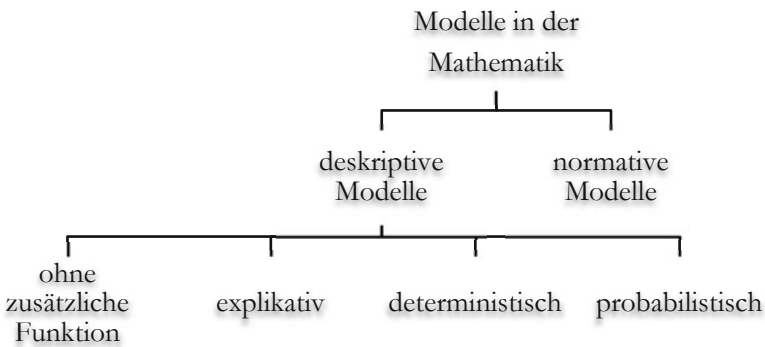 Modelle in der
Mathematik
deskriptive
Modelle
normative
Modelle
ohne
zusätzliche
Funktion
explikativ
deterministisch
probabilistisch